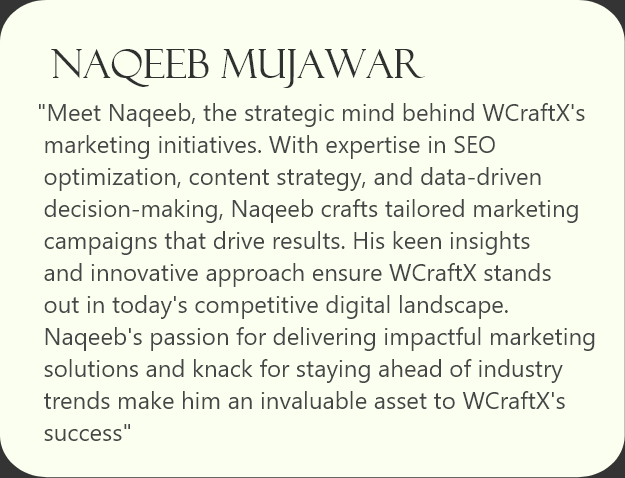 NAQEEB MUJAWAR
"Meet Naqeeb, the strategic mind behind WCraftX's
marketing initiatives. With expertise in SEO
optimization, content strategy, and data-driven
decision-making, Naqeeb crafts tailored marketing
campaigns that drive results. His keen insights
and innovative approach ensure WCraftX stands
out in today's competitive digital landscape.
Naqeeb's passion for delivering impactful marketing
solutions and knack for staying ahead of industry
trends make him an invaluable asset to WCraftX's
success"